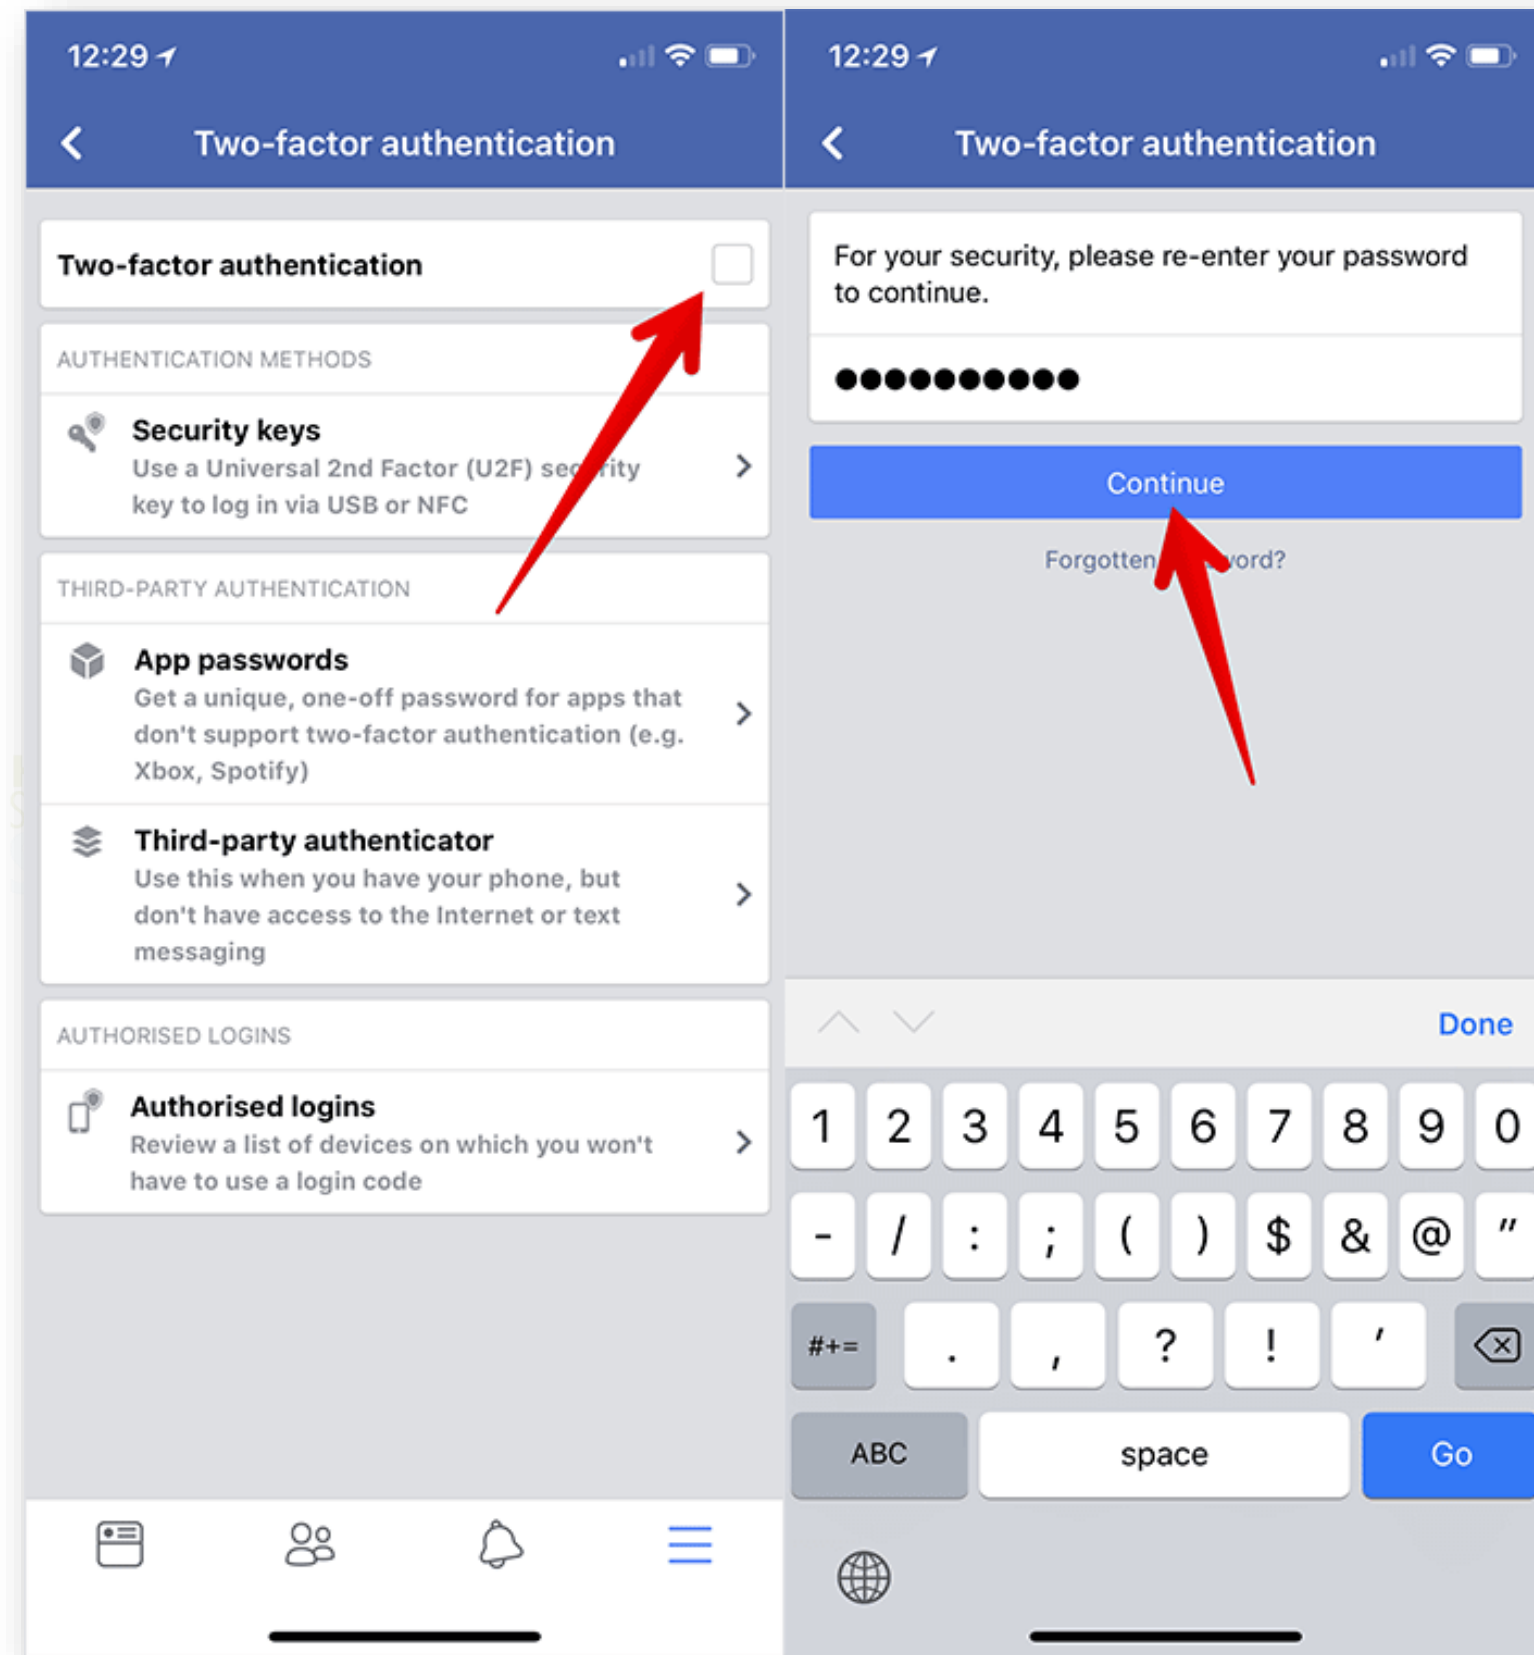 12:29
Two-factor authentication
Two-factor authentication
AUTHENTICATION METHODS
Security keys
Use a Universal 2nd Factor (U2F) security
key to log in via USB or NFC
THIRD-PARTY AUTHENTICATION
App passwords
Get a unique, one-off password for apps that
don't support two-factor authentication (e.g.
Xbox, Spotify)
Third-party authenticator
Use this when you have your phone, but
don't have access to the Internet or text
messaging
AUTHORISED LOGINS
Authorised logins
Review a list of devices on which you won't
have to use a login code
12:29
Two-factor authentication
For your security, please re-enter your password
to continue.
●●●●●●●●●●
Continue
Forgotten password?
Done
1 2 3 4 5 6 7 8 9 0
- / : ; ( ) $ & @ "
#+= . , ? ! '
ABC space Go